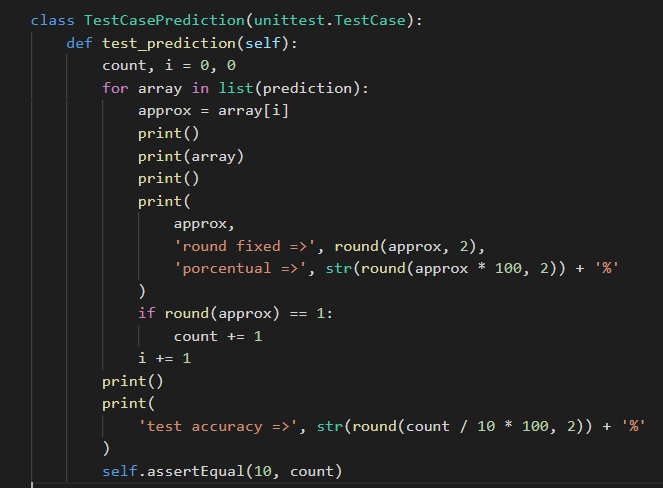 class TestCasePrediction(unittest.TestCase):
    def test_prediction(self):
        count, i = 0, 0
        for array in list(prediction):
            approx = array[i]
            print()
            print(array)
            print()
            print(
                approx,
                'round fixed =>', round(approx, 2),
                'porcentual =>', str(round(approx * 100, 2)) + '%'
            )
            if round(approx) == 1:
                count += 1
            i += 1
        print()
        print(
            'test accuracy =>', str(round(count / 10 * 100, 2)) + '%'
        )
        self.assertEqual(10, count)